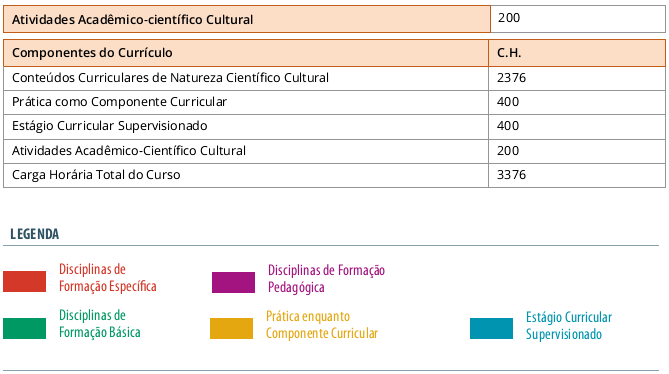 Atividades Acadêmico-científico Cultural 200
Componentes do Currículo C.H.
Conteúdos Curriculares de Natureza Científico Cultural 2376
Prática como Componente Curricular 400
Estágio Curricular Supervisionado 400
Atividades Acadêmico-Científico Cultural 200
Carga Horária Total do Curso 3376
LEGENDA
Disciplinas de
Formação Específica
Disciplinas de Formação
Pedagógica
Disciplinas de
Formação Básica
Prática enquanto
Componente Curricular
Estágio Curricular
Supervisionado